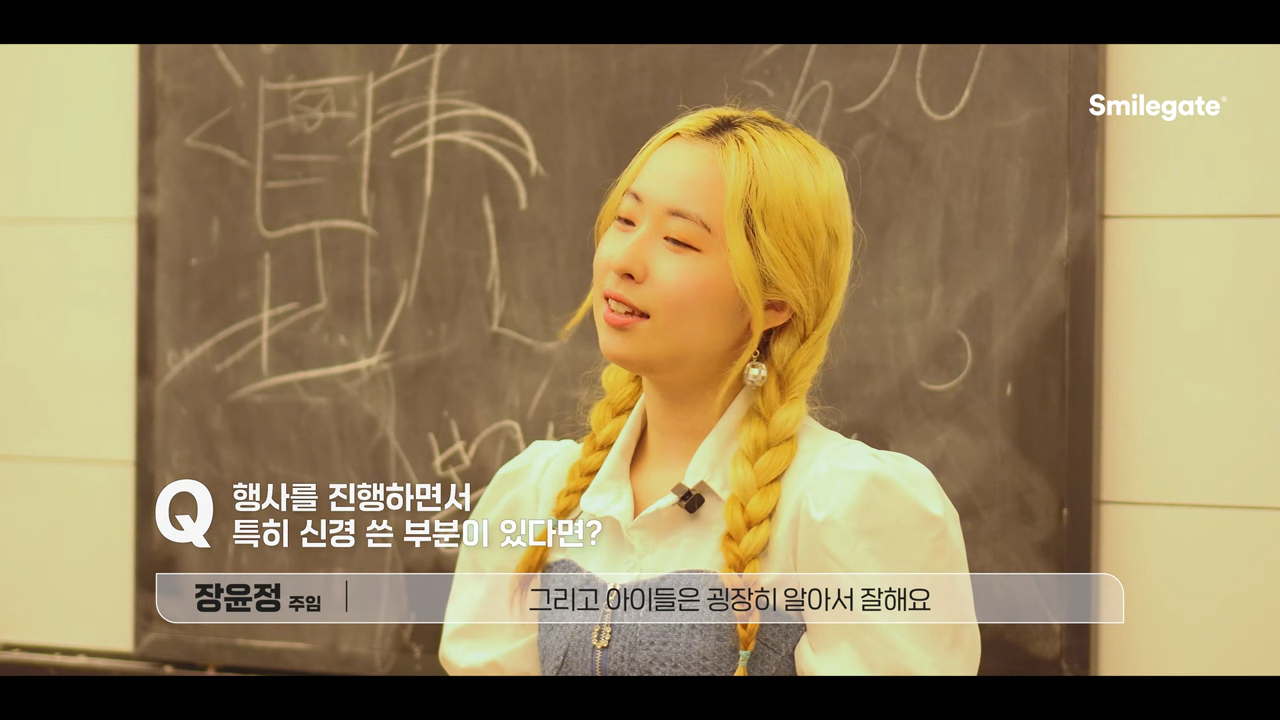 Smilegate
Q 행사를 진행하면서
특히 신경 쓴 부분이 있다면?
장윤정 주임 그리고 아이들은 굉장히 알아서 잘해요